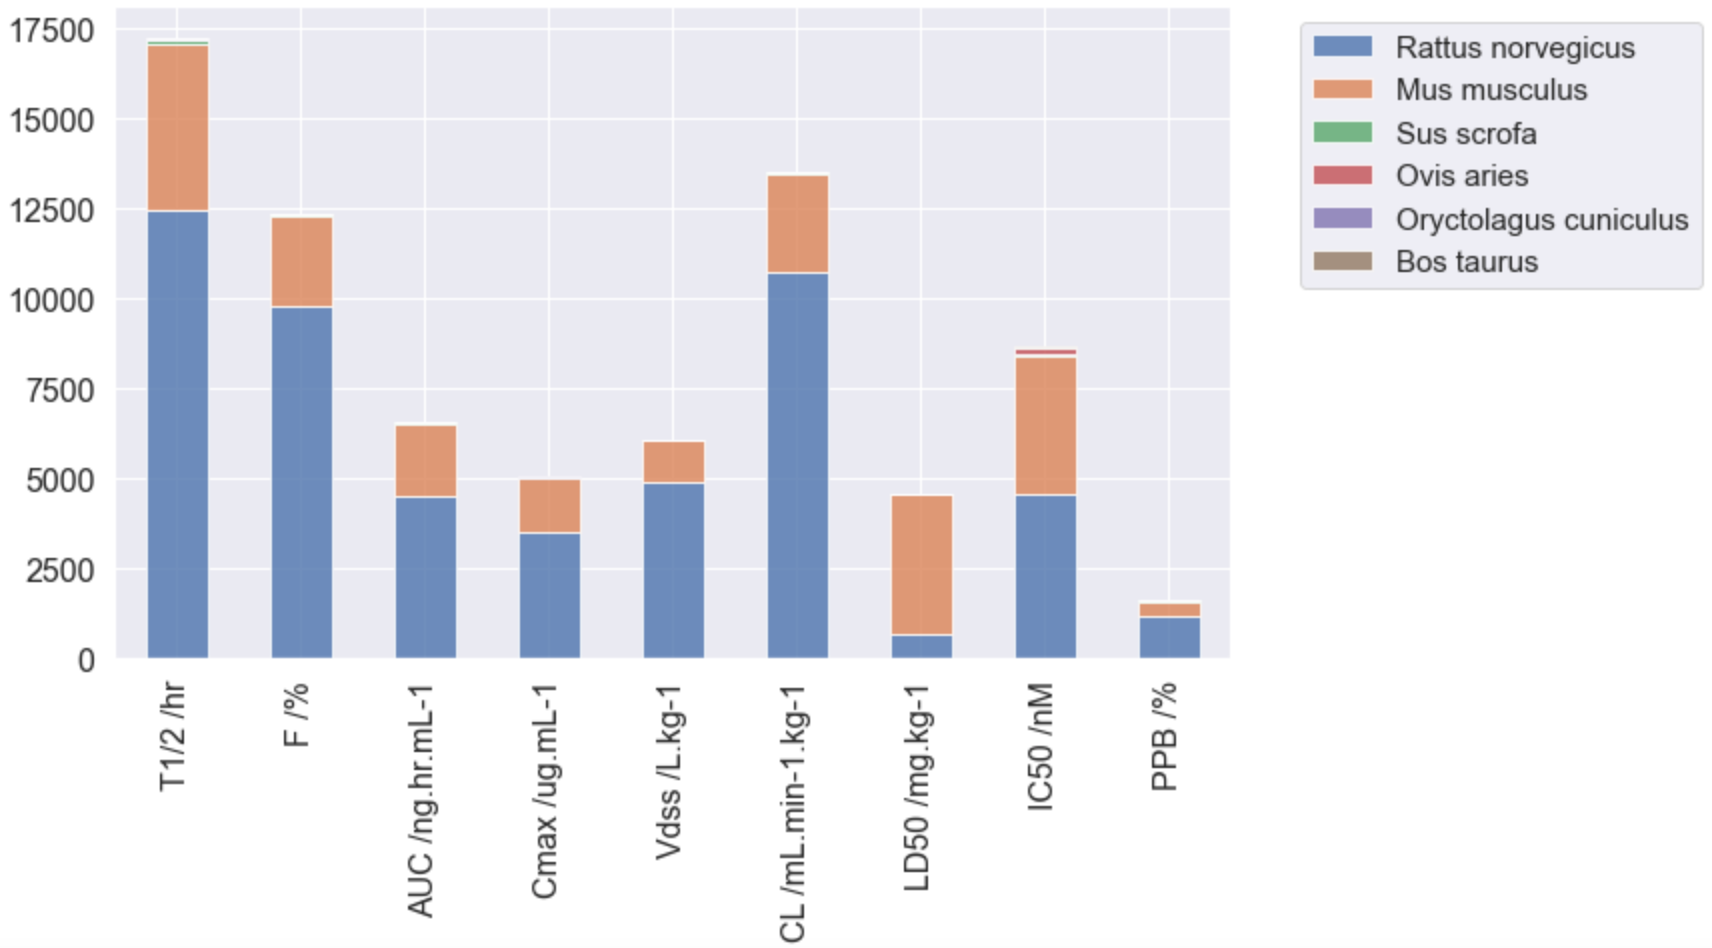 17500
15000
12500
10000
7500
5000
2500
0
T1/2 /hr
F /%
AUC /ng.hr.mL-1
Cmax /ug.mL-1
Vdss /L.kg-1
CL /mL.min-1.kg-1
LD50 /mg.kg-1
IC50 /nM
PPB /%
Rattus norvegicus
Mus musculus
Sus scrofa
Ovis aries
Oryctolagus cuniculus
Bos taurus